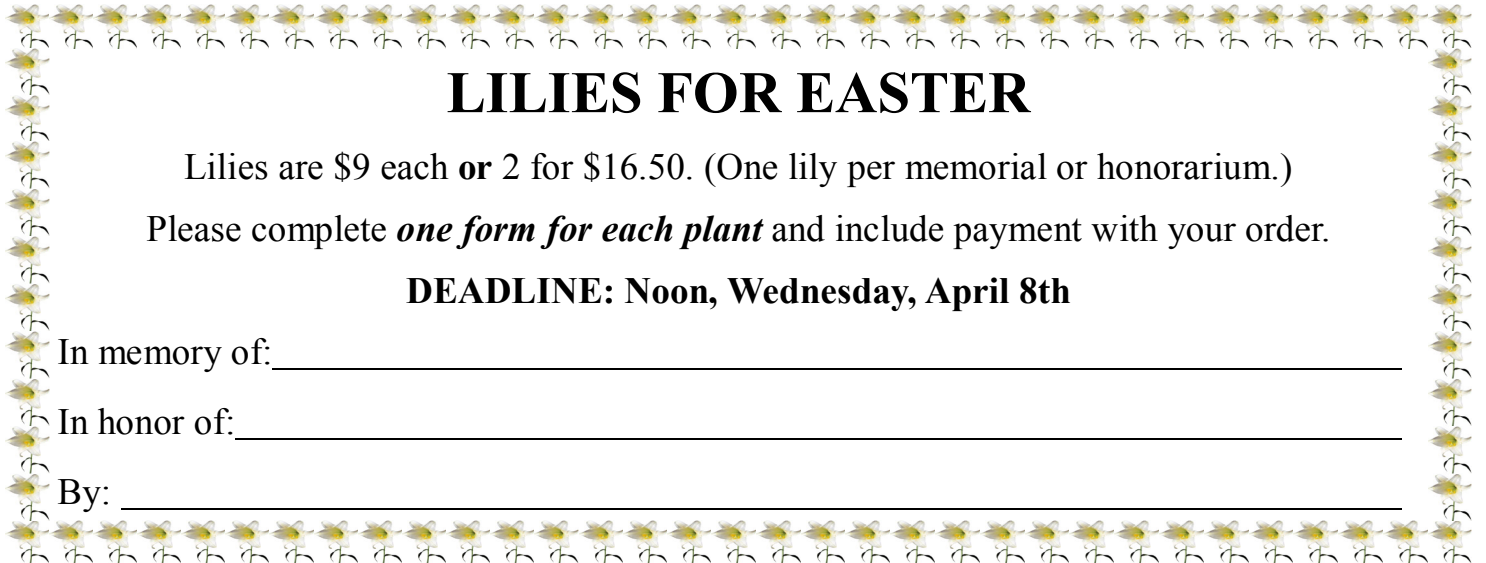 LILIES FOR EASTER
Lilies are $9 each or 2 for $16.50. (One lily per memorial or honorarium.)
Please complete one form for each plant and include payment with your order.
DEADLINE: Noon, Wednesday, April 8th
In memory of:
In honor of:
By: